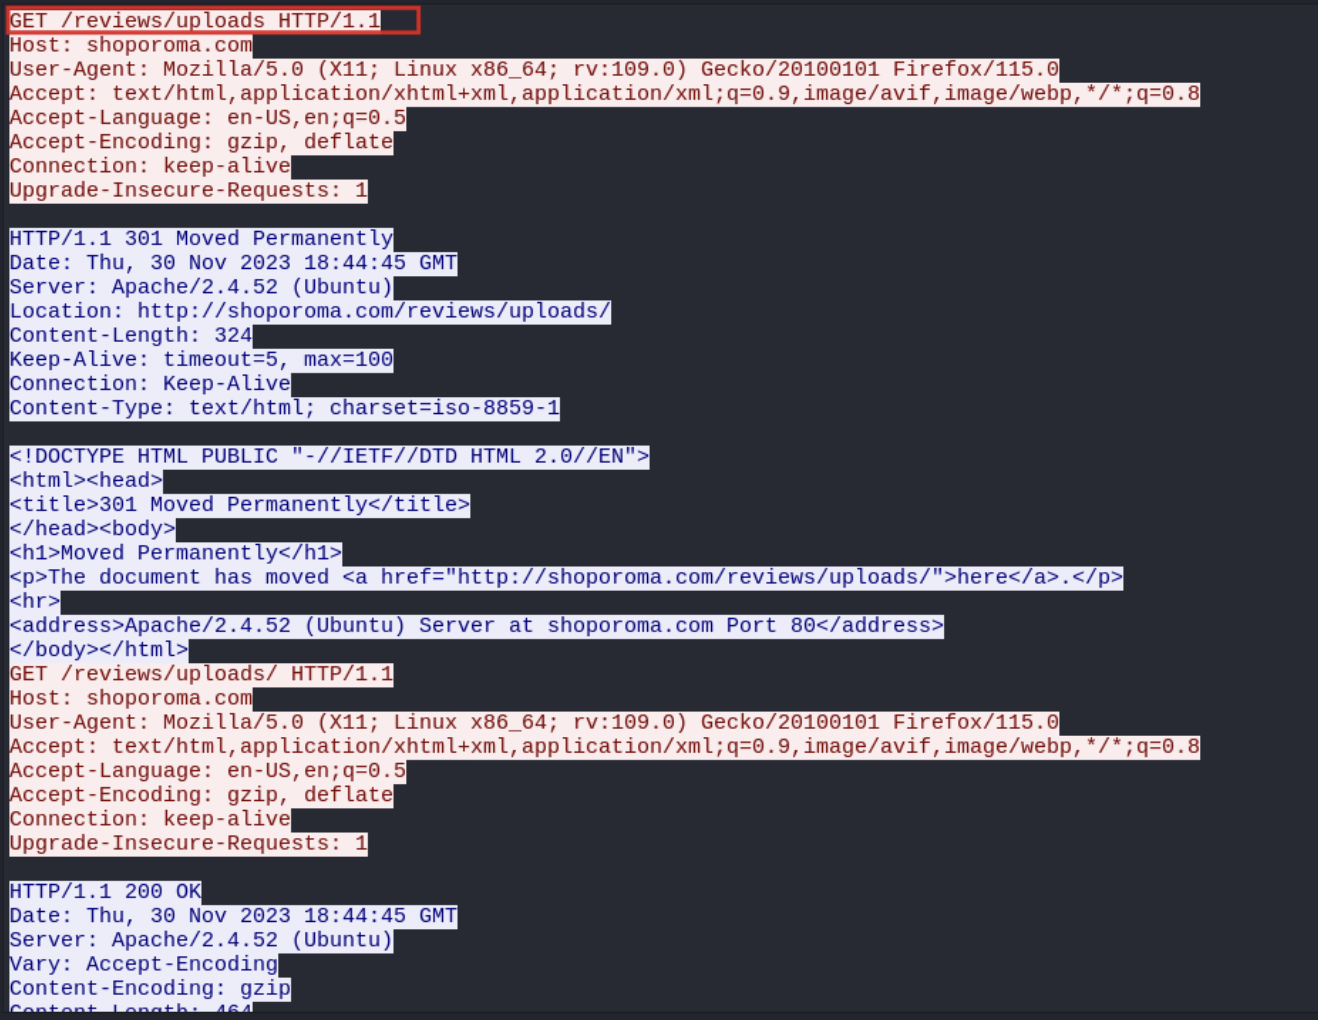 GET /reviews/uploads HTTP/1.1
Host: shoporoma.com
User-Agent: Mozilla/5.0 (X11; Linux x86_64; rv:109.0) Gecko/20100101 Firefox/115.0
Accept: text/html,application/xhtml+xml,application/xml;q=0.9,image/avif,image/webp,*/*;q=0.8
Accept-Language: en-US,en;q=0.5
Accept-Encoding: gzip, deflate
Connection: keep-alive
Upgrade-Insecure-Requests: 1
HTTP/1.1 301 Moved Permanently
Date: Thu, 30 Nov 2023 18:44:45 GMT
Server: Apache/2.4.52 (Ubuntu)
Location: http://shoporoma.com/reviews/uploads/
Content-Length: 324
Keep-Alive: timeout=5, max=100
Connection: Keep-Alive
Content-Type: text/html; charset=iso-8859-1
<!DOCTYPE HTML PUBLIC "-//IETF//DTD HTML 2.0//EN">
<html><head>
<title>301 Moved Permanently</title>
</head><body>
<h1>Moved Permanently</h1>
<p>The document has moved <a href="http://shoporoma.com/reviews/uploads/">here</a>.</p>
<hr>
<address>Apache/2.4.52 (Ubuntu) Server at shoporoma.com Port 80</address>
</body></html>
GET /reviews/uploads/ HTTP/1.1
Host: shoporoma.com
User-Agent: Mozilla/5.0 (X11; Linux x86_64; rv:109.0) Gecko/20100101 Firefox/115.0
Accept: text/html,application/xhtml+xml,application/xml;q=0.9,image/avif,image/webp,*/*;q=0.8
Accept-Language: en-US,en;q=0.5
Accept-Encoding: gzip, deflate
Connection: keep-alive
Upgrade-Insecure-Requests: 1
HTTP/1.1 200 OK
Date: Thu, 30 Nov 2023 18:44:45 GMT
Server: Apache/2.4.52 (Ubuntu)
Vary: Accept-Encoding
Content-Encoding: gzip
Content-Length: 464